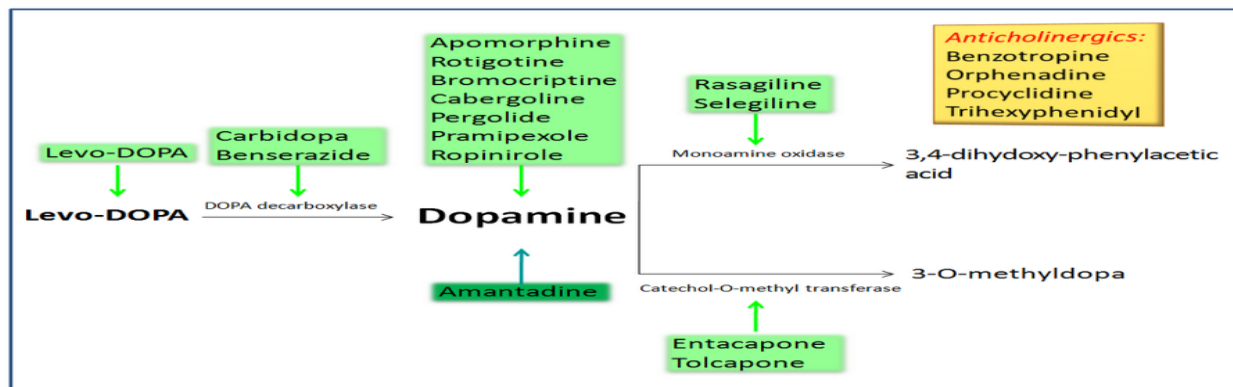 Levo-DOPA
Levo-DOPA
Carbidopa
Benserazide
DOPA decarboxylase
Apomorphine
Rotigotine
Bromocriptine
Cabergoline
Pergolide
Pramipexole
Ropinirole
Dopamine
Amantadine
Rasagiline
Selegiline
Monoamine oxidase
3,4-dihydoxy-phenylacetic
acid
Catechol-O-methyl transferase
3-O-methyldopa
Entacapone
Tolcapone
Anticholinergics:
Benzotropine
Orphenadine
Procyclidine
Trihexyphenidyl